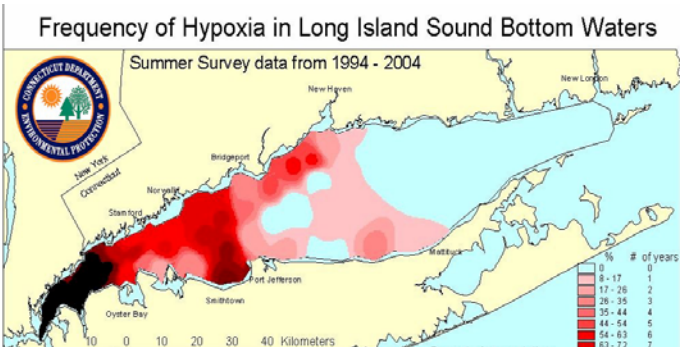 Frequency of Hypoxia in Long Island Sound Bottom Waters
Summer Survey data from 1994 - 2004
CONNECTICUT DEPARTMENT
ENVIRONMENTAL PROTECTION
New London
New Haven
Bridgeport
New York
Connecticut
Norwalk
Stamford
Mattituck
Port Jefferson
Smithtown
Oyster Bay
10 0 10 20 30 40 Kilometers
% # of years
0 0
8 - 17 1
17 - 26 2
26 - 35 3
35 - 44 4
44 - 54 5
54 - 63 6
63 - 72 7